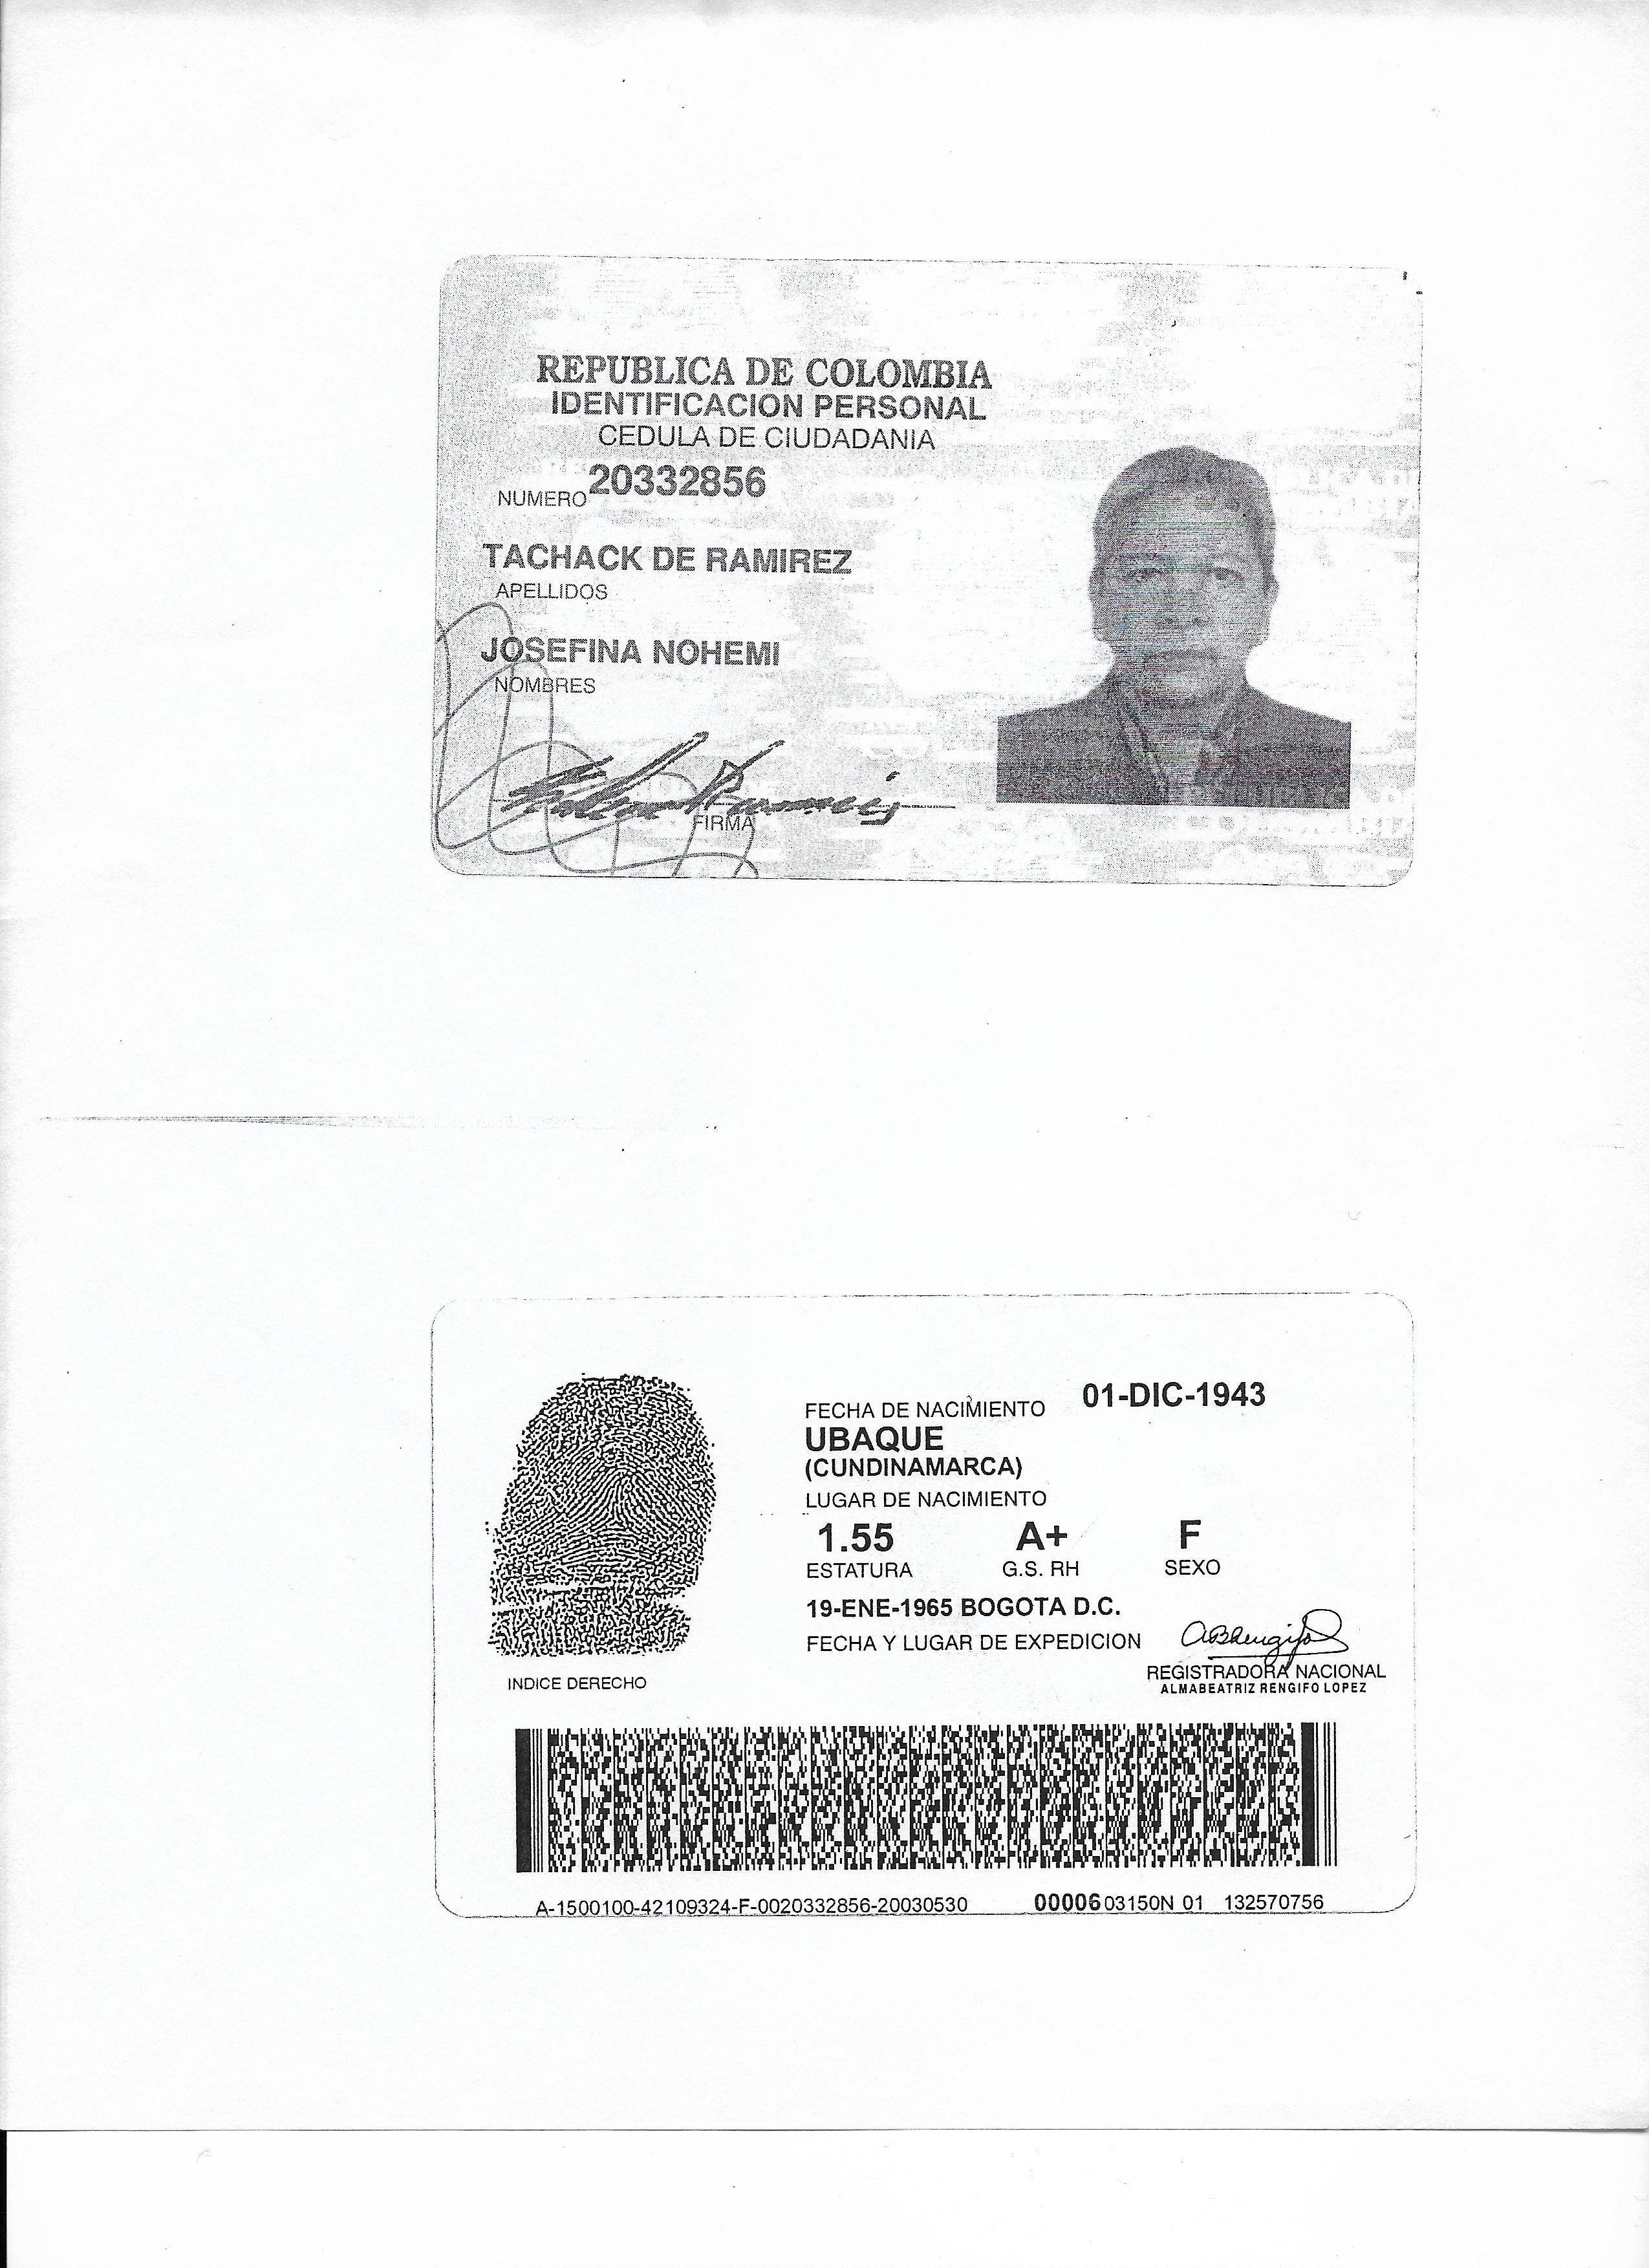 REPUBLICA DE COLOMBIA
IDENTIFICACION PERSONAL
CEDULA DE CIUDADANIA
NUMERO 20332856
TACHACK DE RAMIREZ
APELLIDOS
JOSEFINA NOHEMI
NOMBRES
FIRMA
FECHA DE NACIMIENTO 01-DIC-1943
UBAQUE
(CUNDINAMARCA)
LUGAR DE NACIMIENTO
1.55 A+ F
ESTATURA G.S. RH SEXO
19-ENE-1965 BOGOTA D.C.
FECHA Y LUGAR DE EXPEDICION
REGISTRADORA NACIONAL
ALMABEATRIZ RENGIFO LOPEZ
INDICE DERECHO
A-1500100-42109324-F-0020332856-20030530 0000603150N 01 132570756